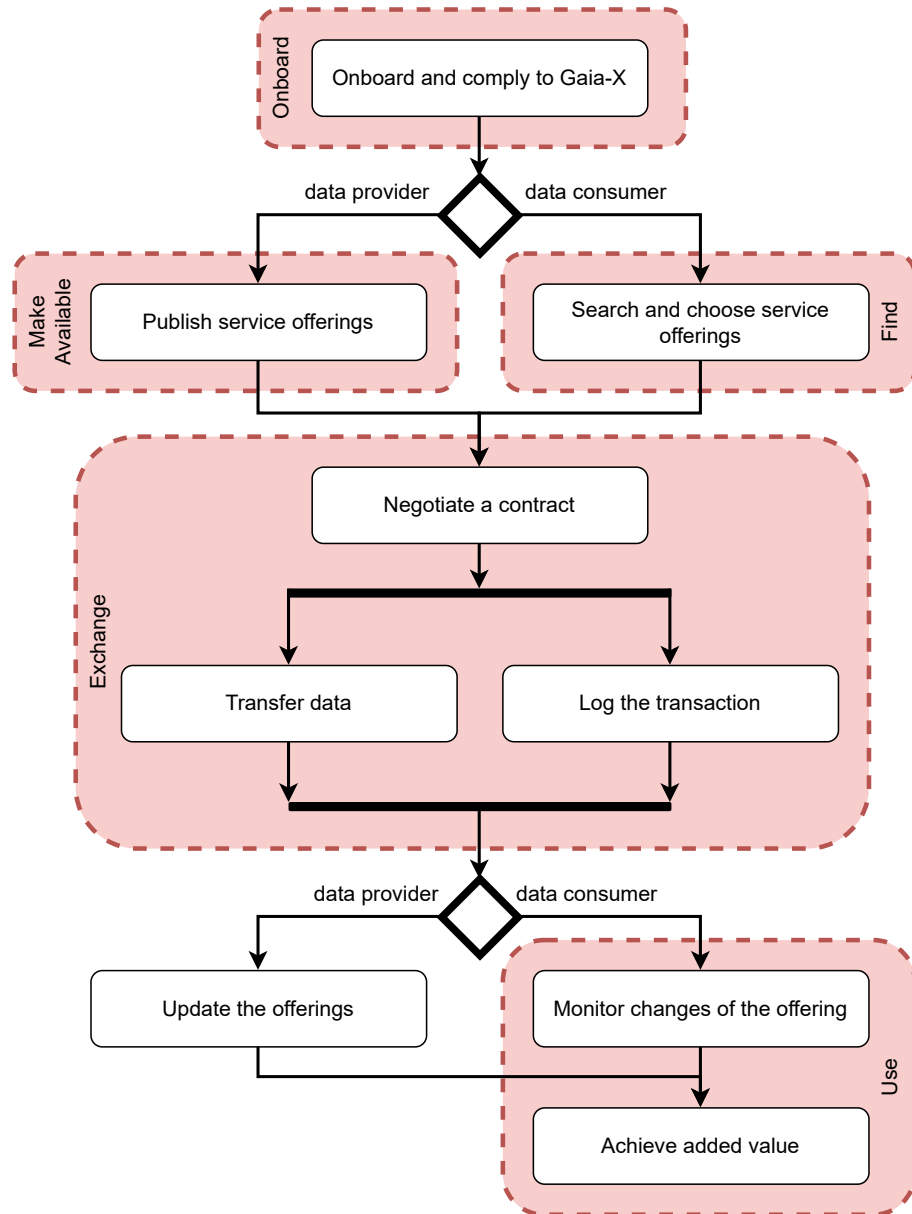 Onboard
Onboard and comply to Gaia-X
data provider
data consumer
Make
Available
Publish service offerings
Search and choose service
offerings
Find
Exchange
Negotiate a contract
Transfer data
Log the transaction
data provider
data consumer
Update the offerings
Monitor changes of the offering
Use
Achieve added value